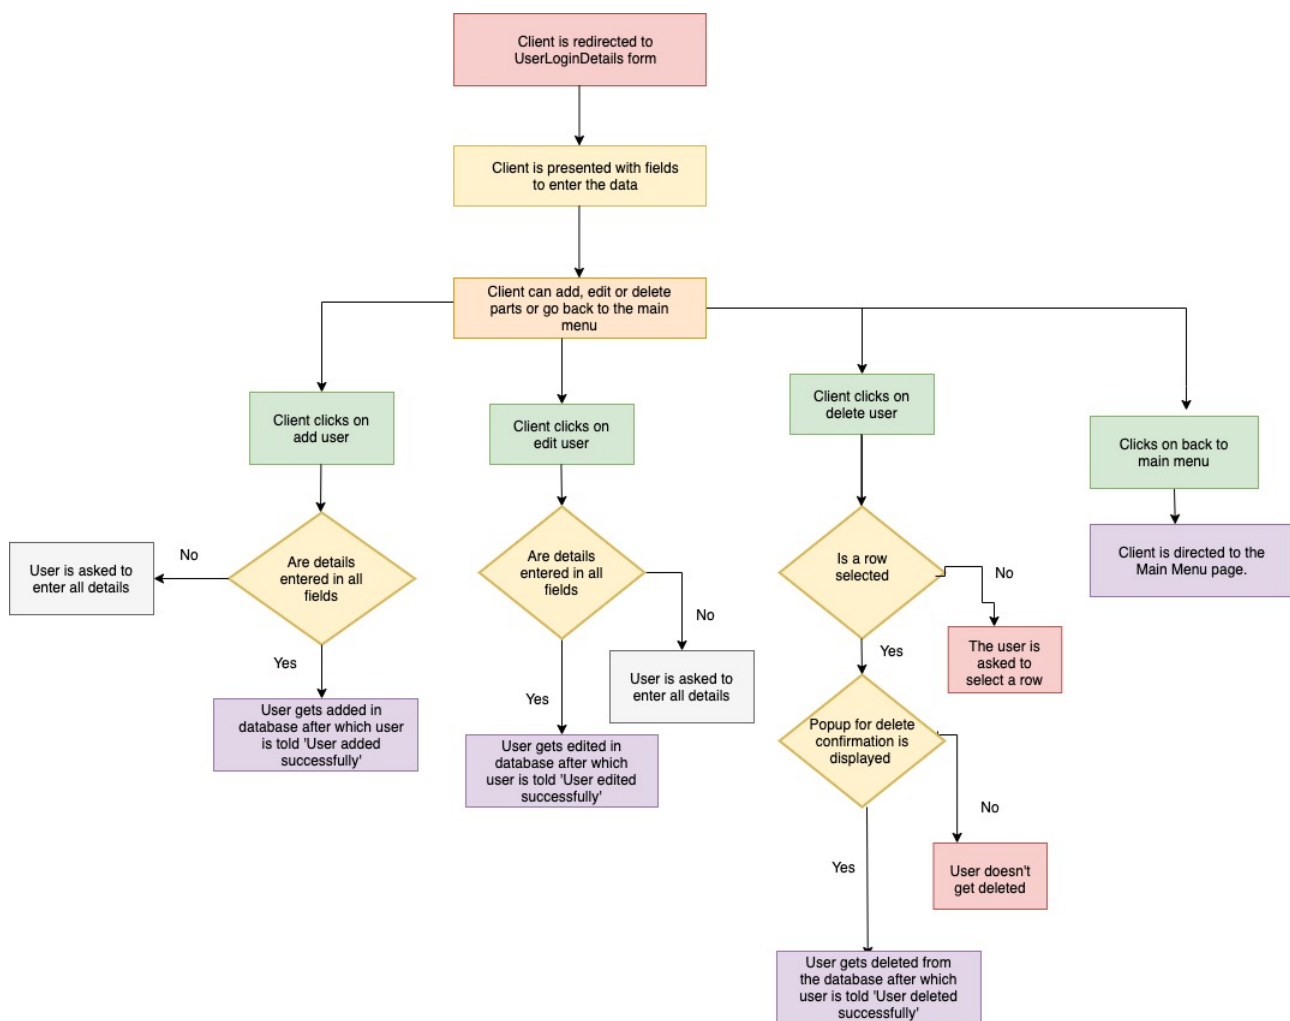 Client is redirected to
UserLoginDetails form
Client is presented with fields
to enter the data
Client can add, edit or delete
parts or go back to the main
menu
Client clicks on
add user
Client clicks on
edit user
Client clicks on
delete user
Clicks on back to
main menu
Are details
entered in all
fields
No
User is asked to
enter all details
Yes
User gets added in
database after which user
is told 'User added
successfully'
Are details
entered in all
fields
No
User is asked to
enter all details
Yes
User gets edited in
database after which
user is told 'User edited
successfully'
Is a row
selected
No
The user is
asked to
select a row
Yes
Popup for delete
confirmation is
displayed
No
User doesn't
get deleted
Yes
User gets deleted from
the database after which
user is told 'User deleted
successfully'
Client is directed to the
Main Menu page.